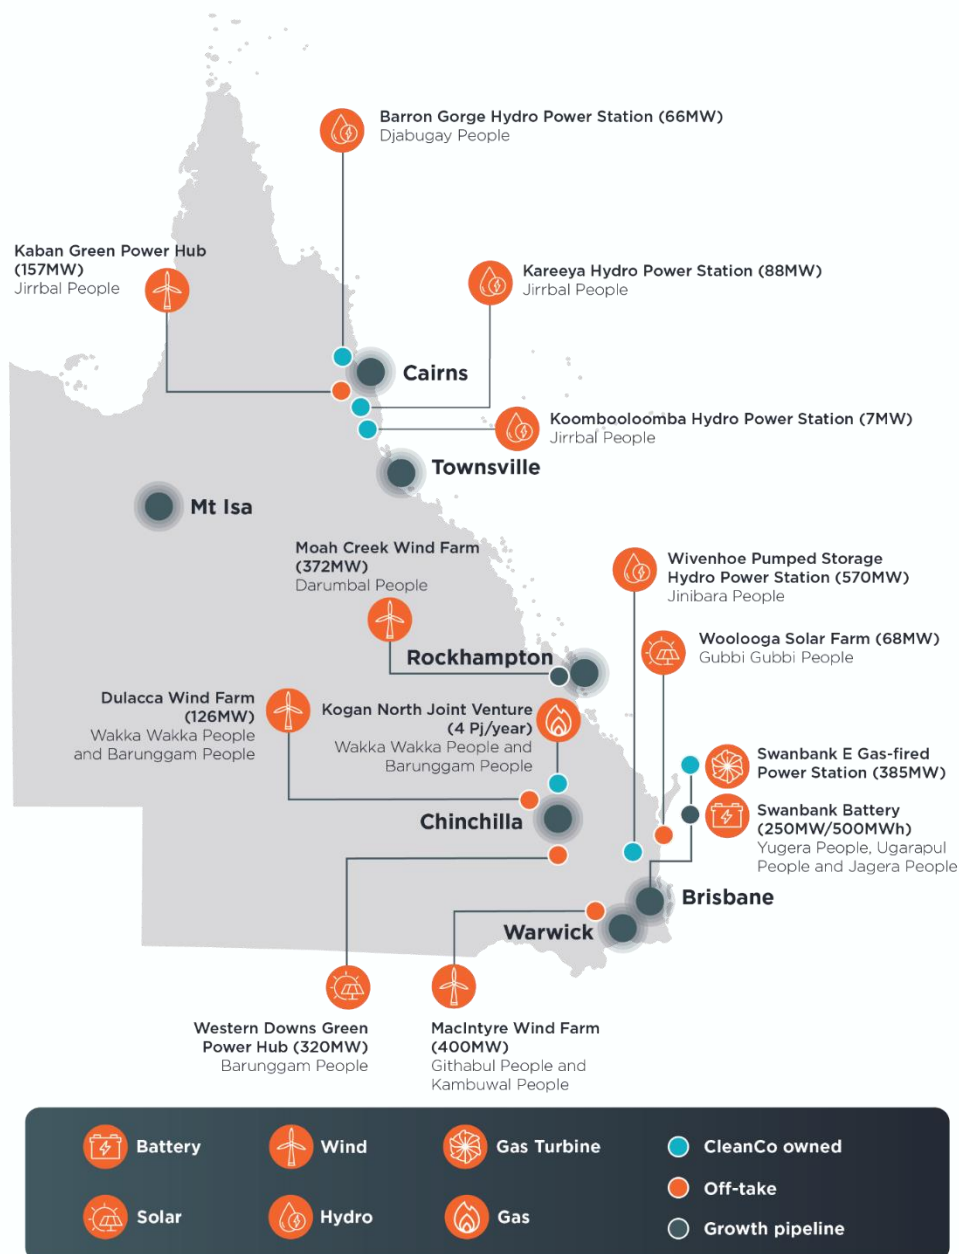 Barron Gorge Hydro Power Station (66MW)
Djabugay People
Kaban Green Power Hub
(157MW)
Jirrbal People
Kareeya Hydro Power Station (88MW)
Jirrbal People
Cairns
Koombooloomba Hydro Power Station (7MW)
Jirrbal People
Townsville
Mt Isa
Moah Creek Wind Farm
(372MW)
Darumbal People
Wivenhoe Pumped Storage
Hydro Power Station (570MW)
Jinibara People
Woolooga Solar Farm (68MW)
Gubbi Gubbi People
Rockhampton
Dulacca Wind Farm
(126MW)
Wakka Wakka People
and Barunggam People
Kogan North Joint Venture
(4 Pj/year)
Wakka Wakka People and
Barunggam People
Swanbank E Gas-fired
Power Station (385MW)
Swanbank Battery
(250MW/500MWh)
Yugera People, Ugarapul
People and Jagera People
Chinchilla
Brisbane
Warwick
Western Downs Green
Power Hub (320MW)
Barunggam People
MacIntyre Wind Farm
(400MW)
Githabul People and
Kambuwal People
Battery
Wind
Gas Turbine
CleanCo owned
Off-take
Solar
Hydro
Gas
Growth pipeline